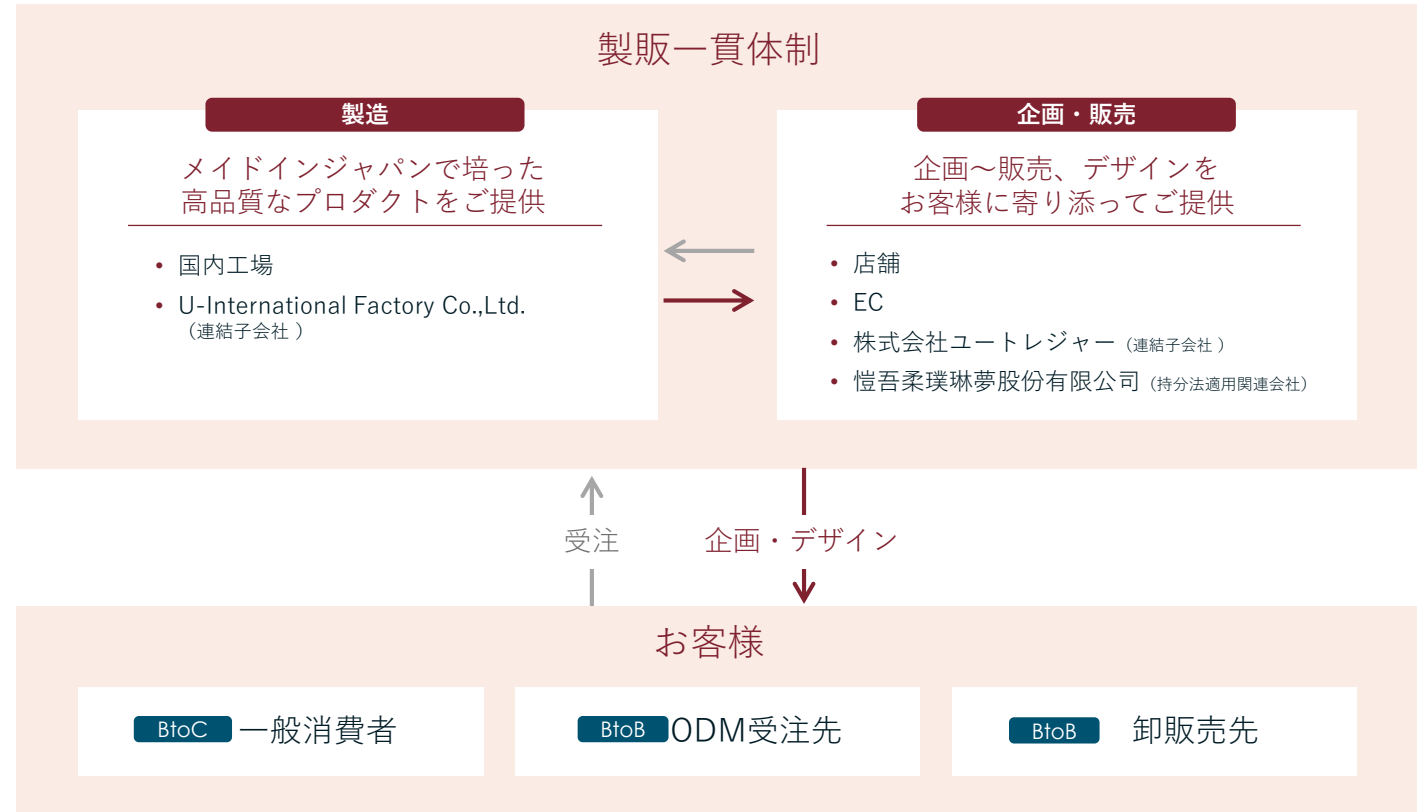 製販一貫体制
製造
メイドインジャパンで培った
高品質なプロダクトをご提供
• 国内工場
• U-International Factory Co.,Ltd.
（連結子会社 ）
企画・販売
企画～販売、デザインを
お客様に寄り添ってご提供
• 店舗
• EC
• 株式会社ユートレジャー（連結子会社 ）
• 愷吾柔璞琳夢股份有限公司（持分法適用関連会社）
受注
企画・デザイン
お客様
BtoC 一般消費者
BtoB ODM受注先
BtoB 卸販売先